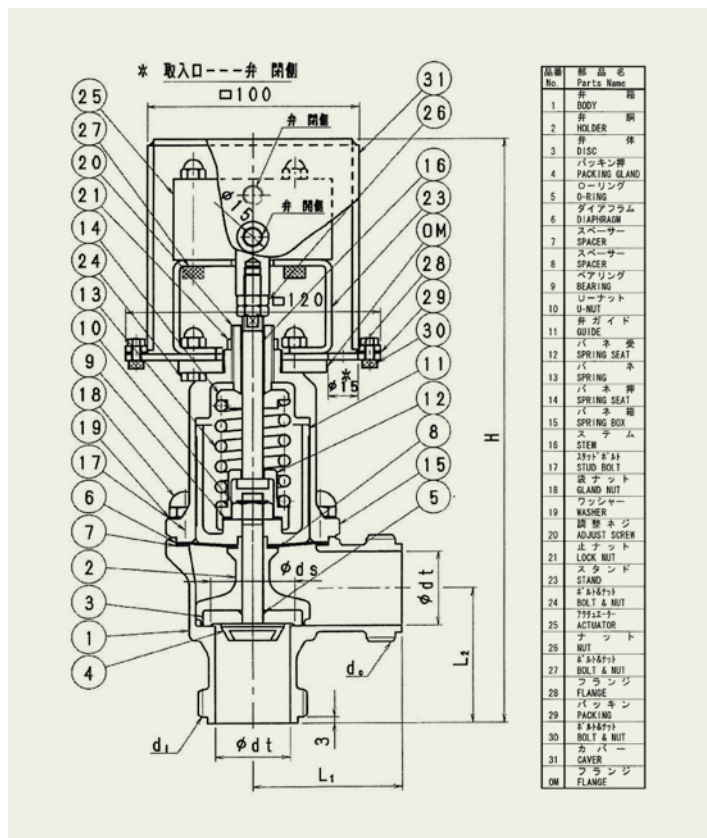 * 取入口---弁 閉側
□100
弁 閉側
φ15
弁 開側
□120
*
φ15
25
27
20
21
14
24
13
10
9
18
19
17
6
7
2
3
1
4
31
26
16
23
OM
28
29
30
11
12
8
15
5
H
φds
φdt
L₂
d₀
d₁
φdt
3
L₁
品番 部品名
No. Parts Name
弁箱
1 BODY
弁胴
2 HOLDER
弁体
3 DISC
パッキン押
4 PACKING GLAND
Oーリング
5 O-RING
ダイアフラム
6 DIAPHRAGM
スペーサー
7 SPACER
スペーサー
8 SPACER
ベアリング
9 BEARING
Uーナット
10 U-NUT
弁ガイド
11 GUIDE
バネ受
12 SPRING SEAT
バネ
13 SPRING
バネ押
14 SPRING SEAT
バネ箱
15 SPRING BOX
ステム
16 STEM
スタッドボルト
17 STUD BOLT
袋ナット
18 GLAND NUT
ワッシャー
19 WASHER
調整ネジ
20 ADJUST SCREW
止ナット
21 LOCK NUT
スタンド
23 STAND
ボルト&ナット
24 BOLT & NUT
アクチュエーター
25 ACTUATOR
ナット
26 NUT
ボルト&ナット
27 BOLT & NUT
フランジ
28 FLANGE
パッキン
29 PACKING
ボルト&ナット
30 BOLT & NUT
カバー
31 CAVER
フランジ
OM FLANGE